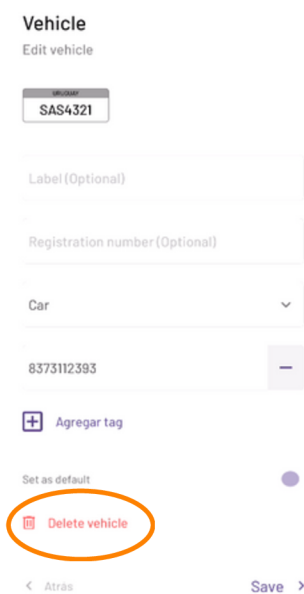 Vehicle
Edit vehicle
URUGUAY
SAS4321
Label (Optional)
Registration number (Optional)
Car
8373112393
Agregar tag
Set as default
Delete vehicle
Atrás
Save